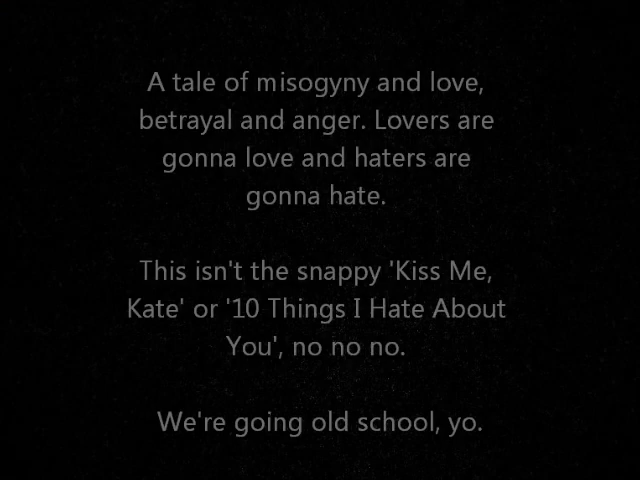 A tale of misogyny and love,
betrayal and anger. Lovers are
gonna love and haters are
gonna hate.
This isn't the snappy 'Kiss Me,
Kate' or '10 Things I Hate About
You', no no no.
We're going old school, yo.